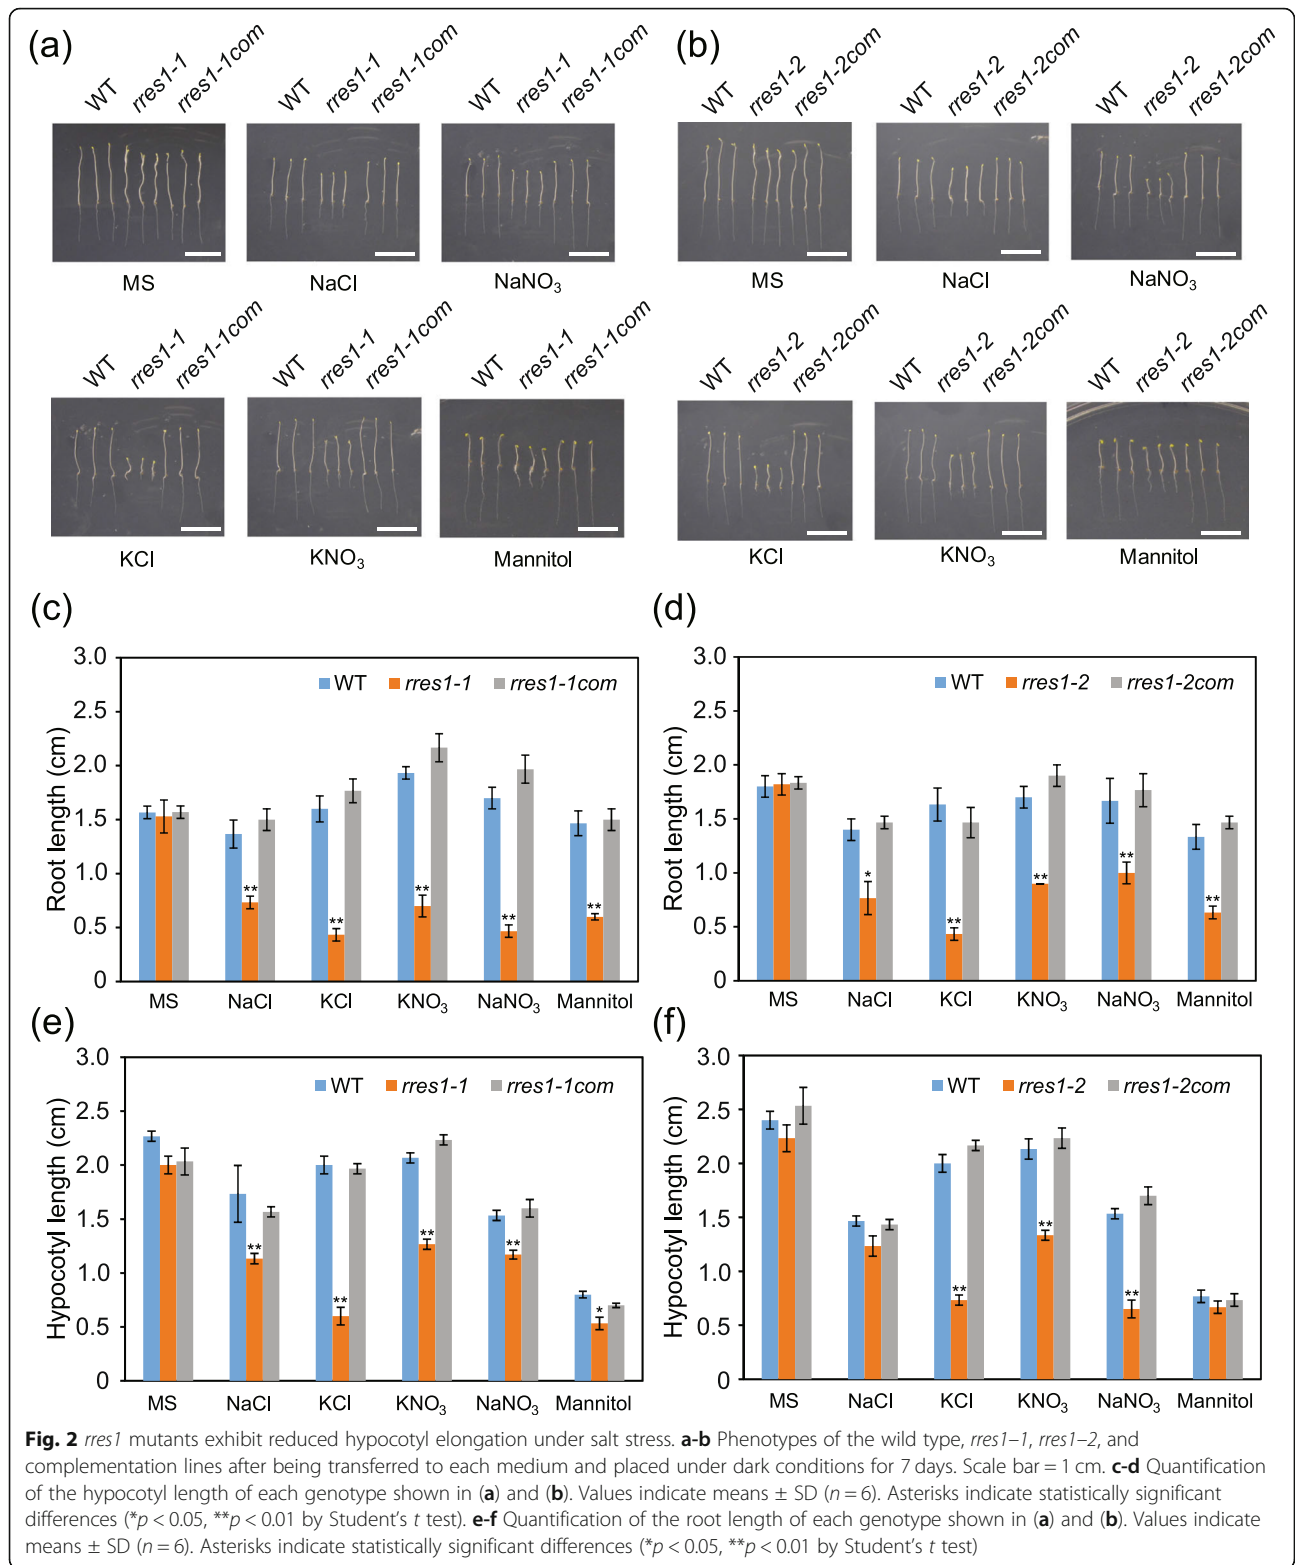 (a)
WT rres1-1 rres1-1com WT rres1-1 rres1-1com WT rres1-1 rres1-1com
MS NaCl NaNO3
WT rres1-1 rres1-1com WT rres1-1 rres1-1com WT rres1-1 rres1-1com
KCl KNO3 Mannitol
(b)
WT rres1-2 rres1-2com WT rres1-2 rres1-2com WT rres1-2 rres1-2com
MS NaCl NaNO3
WT rres1-2 rres1-2com WT rres1-2 rres1-2com WT rres1-2 rres1-2com
KCl KNO3 Mannitol
(c)
Root length (cm)
3.0
2.5
2.0
1.5
1.0
0.5
0
WT rres1-1 rres1-1com
** ** ** ** **
MS NaCl KCl KNO3 NaNO3 Mannitol
(d)
Root length (cm)
3.0
2.5
2.0
1.5
1.0
0.5
0
WT rres1-2 rres1-2com
* ** ** ** **
MS NaCl KCl KNO3 NaNO3 Mannitol
(e)
Hypocotyl length (cm)
3.0
2.5
2.0
1.5
1.0
0.5
0
WT rres1-1 rres1-1com
** ** ** ** *
MS NaCl KCl KNO3 NaNO3 Mannitol
(f)
Hypocotyl length (cm)
3.0
2.5
2.0
1.5
1.0
0.5
0
WT rres1-2 rres1-2com
** ** **
MS NaCl KCl KNO3 NaNO3 Mannitol
Fig. 2 rres1 mutants exhibit reduced hypocotyl elongation under salt stress. a-b Phenotypes of the wild type, rres1–1, rres1–2, and
complementation lines after being transferred to each medium and placed under dark conditions for 7 days. Scale bar = 1 cm. c-d Quantification
of the hypocotyl length of each genotype shown in (a) and (b). Values indicate means ± SD (n = 6). Asterisks indicate statistically significant
differences (*p < 0.05, **p < 0.01 by Student's t test). e-f Quantification of the root length of each genotype shown in (a) and (b). Values indicate
means ± SD (n = 6). Asterisks indicate statistically significant differences (*p < 0.05, **p < 0.01 by Student's t test)